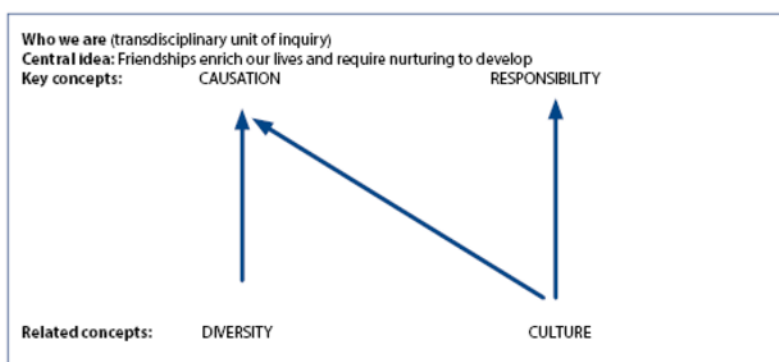 Who we are (transdisciplinary unit of inquiry)
Central idea: Friendships enrich our lives and require nurturing to develop
Key concepts: CAUSATION RESPONSIBILITY
Related concepts: DIVERSITY CULTURE